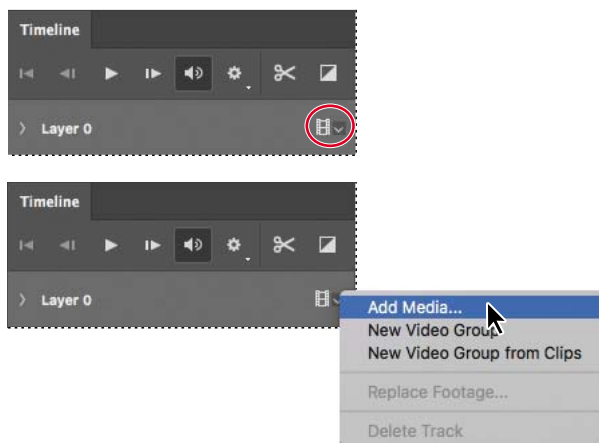 Timeline
Layer 0
Timeline
Layer 0
Add Media...
New Video Group
New Video Group from Clips
Replace Footage...
Delete Track